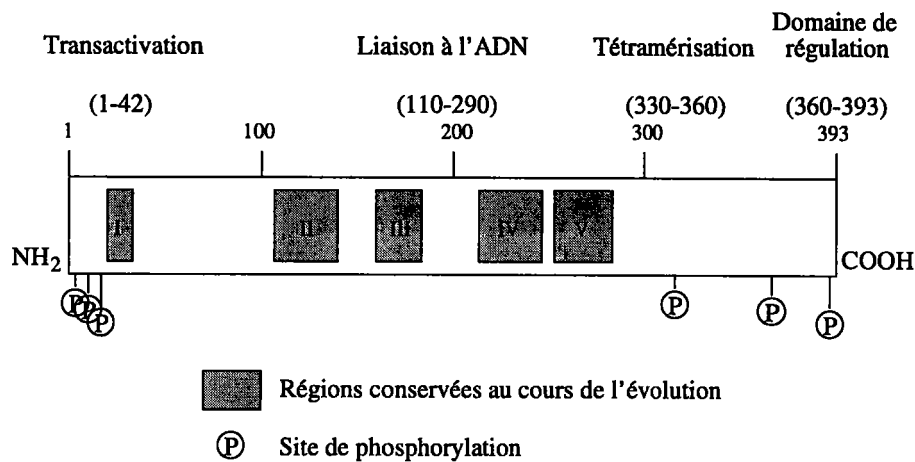 Transactivation
Liaison à l'ADN
Tétramérisation
Domaine de
régulation
(1-42)
(110-290)
(330-360)
(360-393)
1
100
200
300
393
I
II
III
IV
V
NH2
COOH
P
P
P
P
P
P
Régions conservées au cours de l'évolution
P Site de phosphorylation